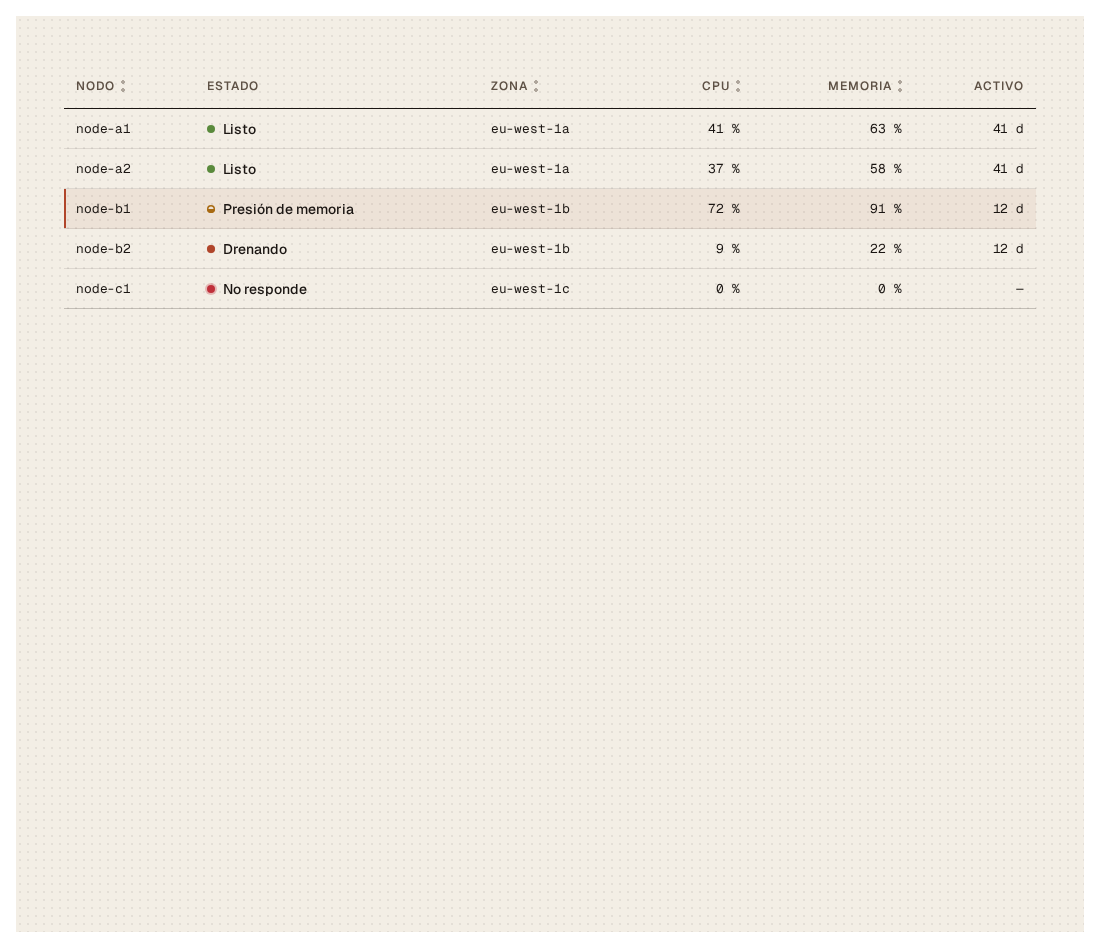 NODO ESTADO ZONA CPU MEMORIA ACTIVO
node-a1 Listo eu-west-1a 41 % 63 % 41 d
node-a2 Listo eu-west-1a 37 % 58 % 41 d
node-b1 Presión de memoria eu-west-1b 72 % 91 % 12 d
node-b2 Drenando eu-west-1b 9 % 22 % 12 d
node-c1 No responde eu-west-1c 0 % 0 % —